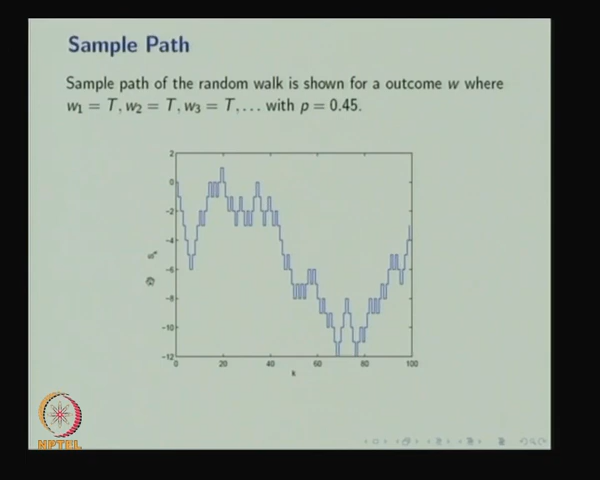 Sample Path
Sample path of the random walk is shown for a outcome w where
w₁ = T, w₂ = T, w₃ = T, … with p = 0.45.
2
0
−2
−4
−6
−8
−10
−12
0 20 40 60 80 100
k
NPTEL